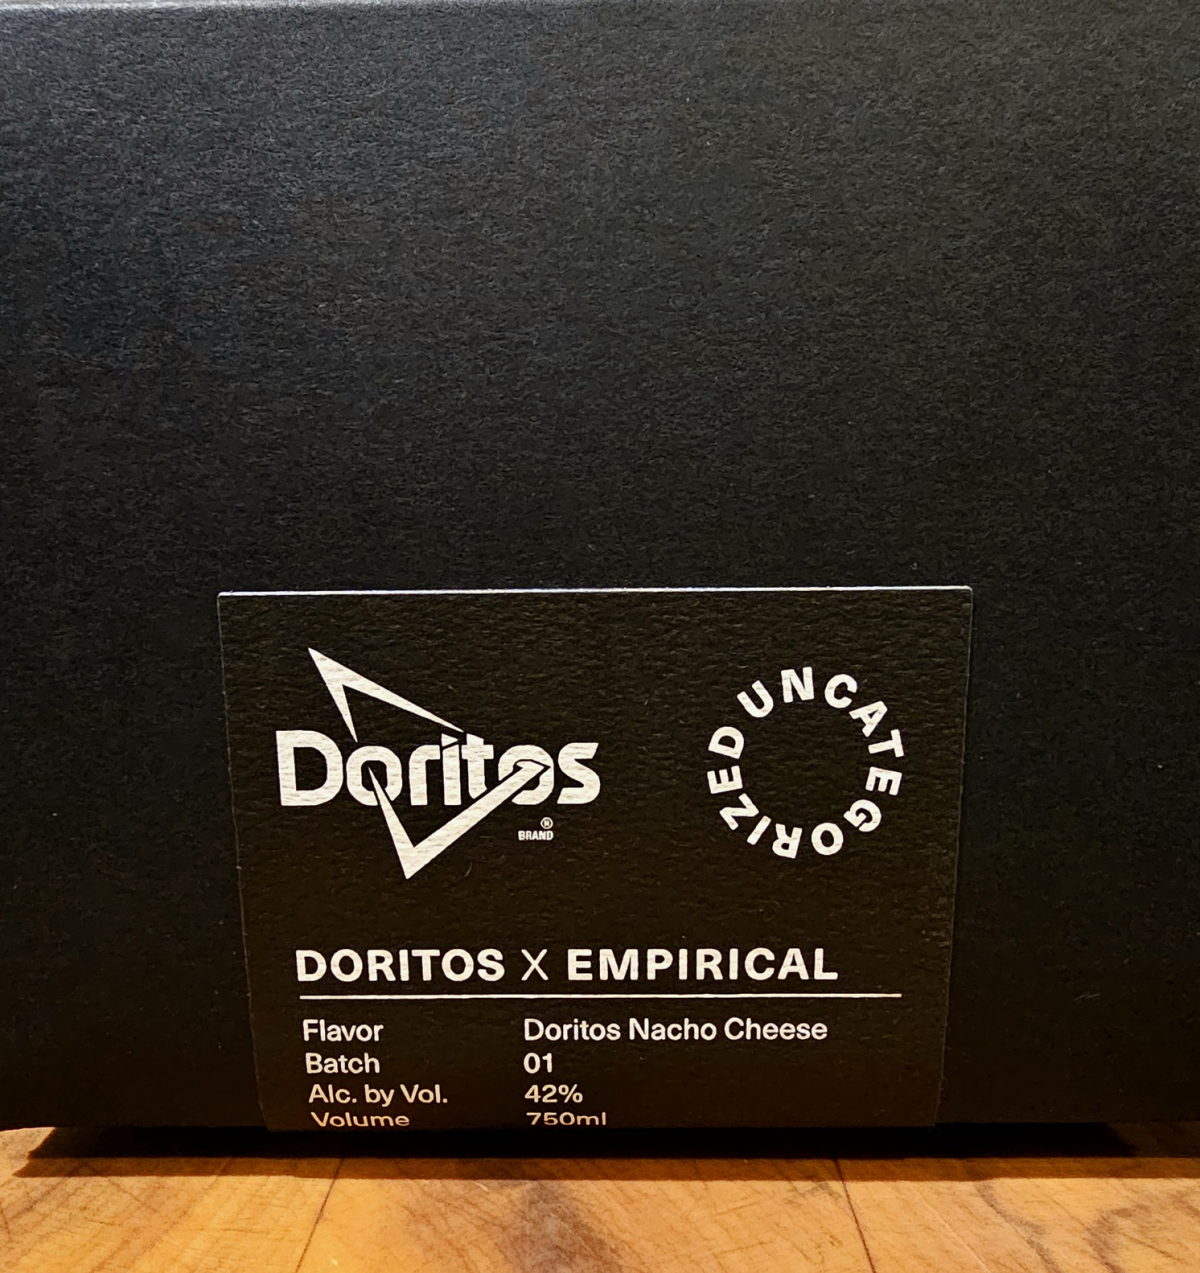 Doritos
® BRAND
UNCATEGORIZED
DORITOS X EMPIRICAL
Flavor Doritos Nacho Cheese
Batch 01
Alc. by Vol. 42%
Volume 750ml